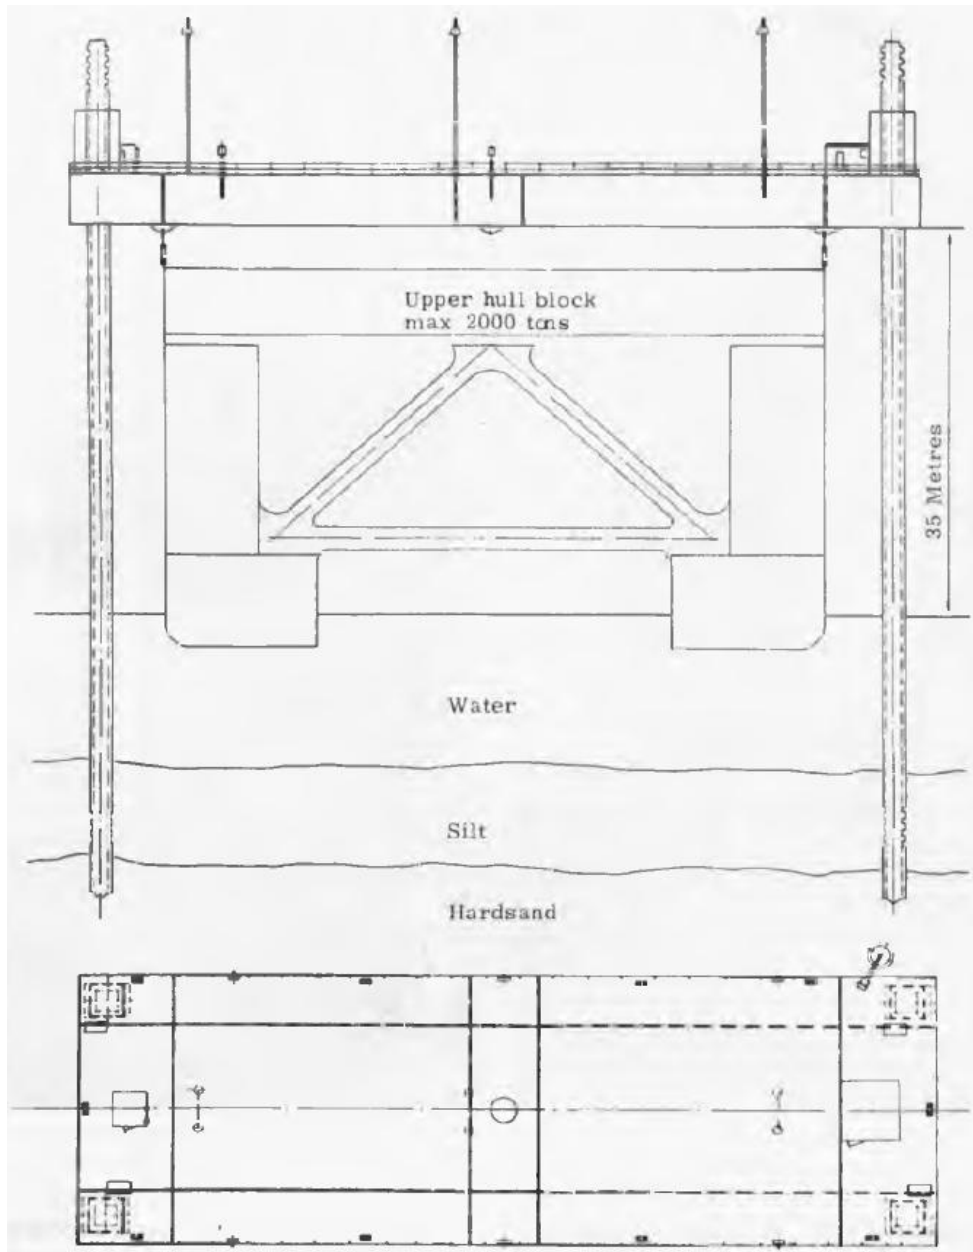 Upper hull block
max 2000 tons
35 Metres
Water
Silt
Hardsand